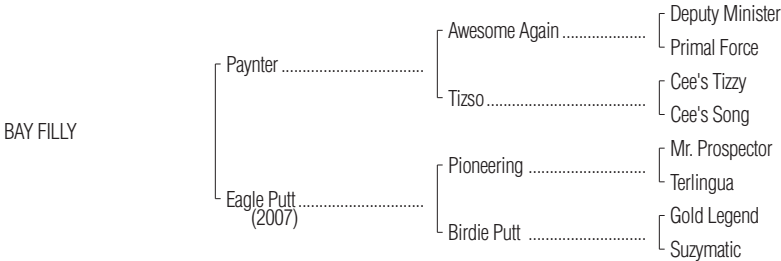 Deputy Minister
Awesome Again ......................
Primal Force
Paynter ....................................
Cee's Tizzy
Tizso.........................................
Cee's Song
BAY FILLY
Mr. Prospector
Pioneering ..............................
Terlingua
Eagle Putt................................
(2007)
Gold Legend
Birdie Putt ..............................
Suzymatic